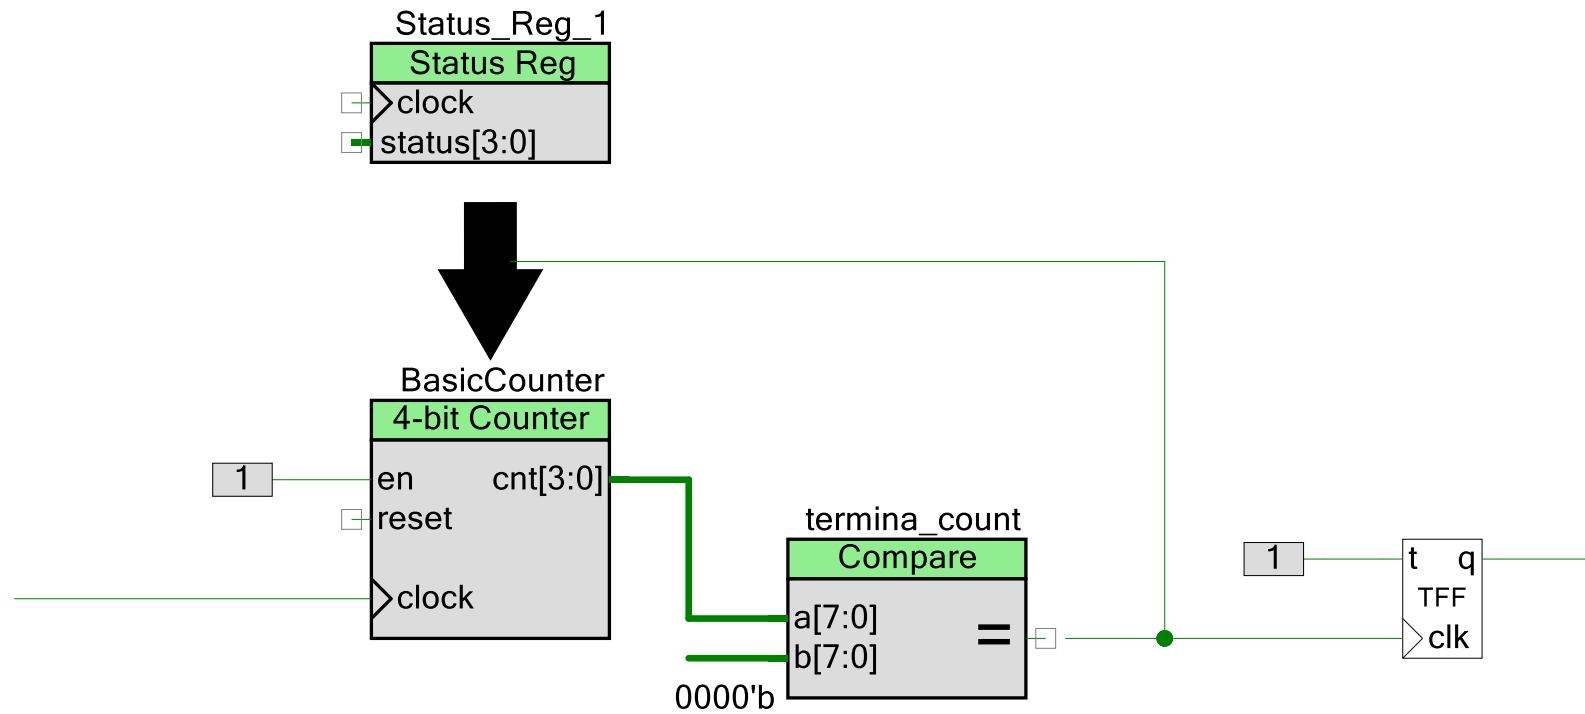 Status_Reg_1
Status Reg
clock
status[3:0]
BasicCounter
4-bit Counter
1
en
cnt[3:0]
reset
clock
termina_count
Compare
a[7:0]
=
b[7:0]
0000'b
1
t
q
TFF
clk